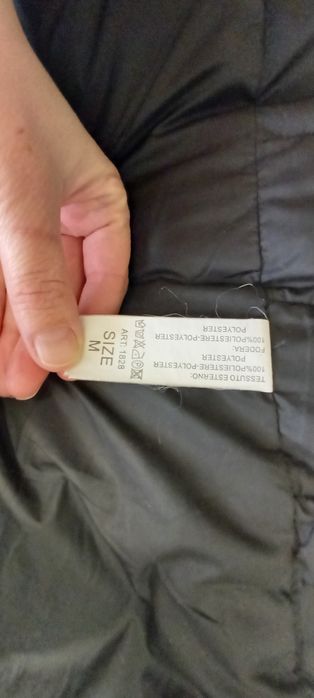 TESSUTO ESTERNO:
100%POLIESTERE-POLYESTER
POLYESTER
FODERA:
100%POLIESTERE-POLYESTER
POLYESTER
ART: 1828
SIZE
M